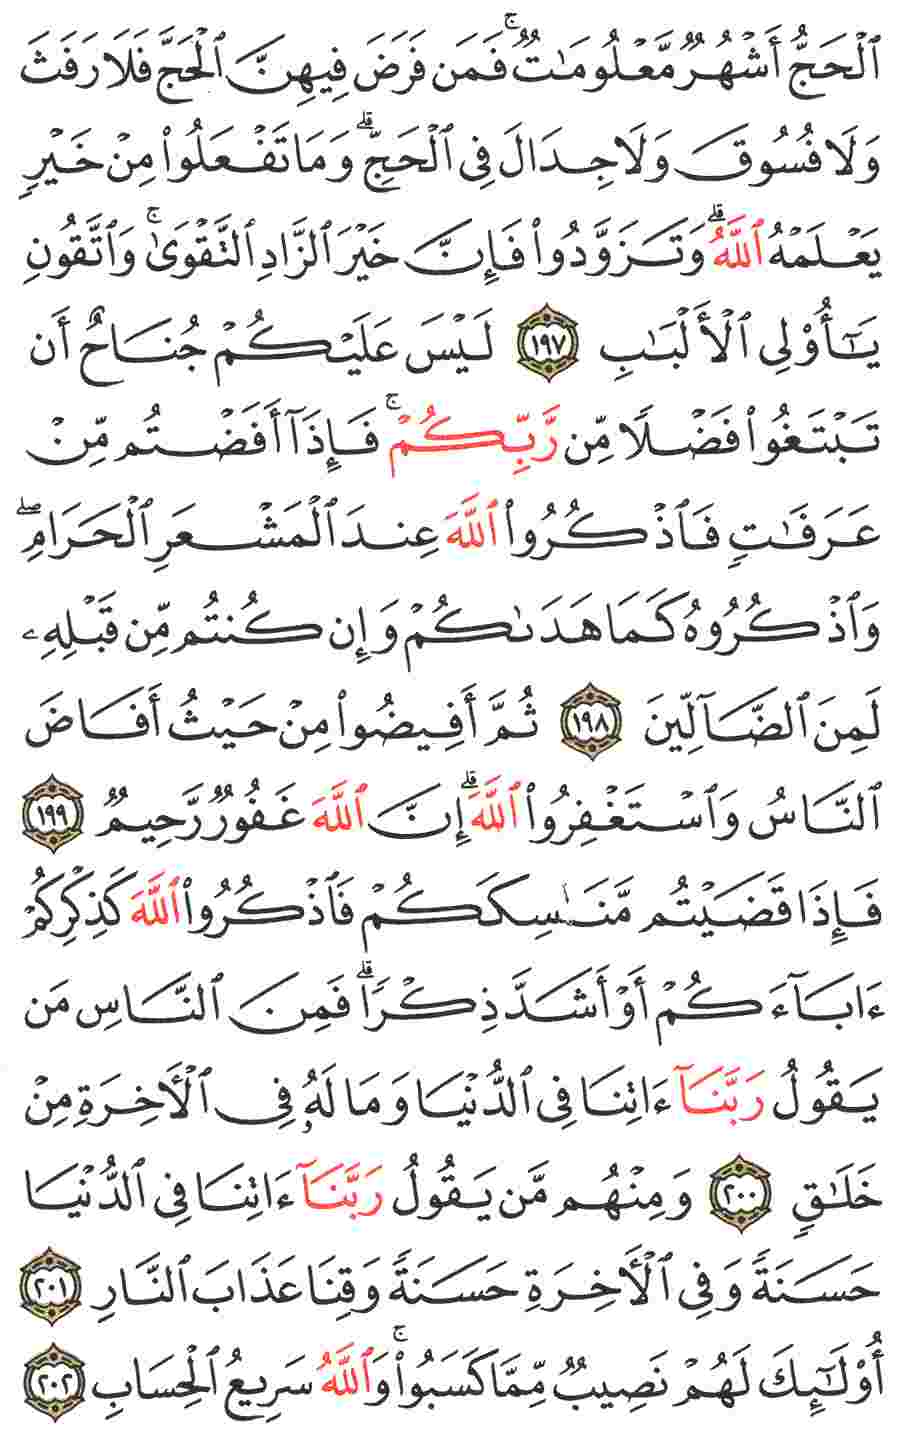 ٱلْحَجُّ أَشْهُرٌ مَّعْلُومَٰتٌ ۚ فَمَن فَرَضَ فِيهِنَّ ٱلْحَجَّ فَلَا رَفَثَ
وَلَا فُسُوقَ وَلَا جِدَالَ فِى ٱلْحَجِّ ۗ وَمَا تَفْعَلُوا۟ مِنْ خَيْرٍ
يَعْلَمْهُ ٱللَّهُ ۗ وَتَزَوَّدُوا۟ فَإِنَّ خَيْرَ ٱلزَّادِ ٱلتَّقْوَىٰ ۚ وَٱتَّقُونِ
يَٰٓأُو۟لِى ٱلْأَلْبَٰبِ ١٩٧ لَيْسَ عَلَيْكُمْ جُنَاحٌ أَن
تَبْتَغُوا۟ فَضْلًا مِّن رَّبِّكُمْ ۚ فَإِذَآ أَفَضْتُم مِّنْ
عَرَفَٰتٍ فَٱذْكُرُوا۟ ٱللَّهَ عِندَ ٱلْمَشْعَرِ ٱلْحَرَامِ ۖ
وَٱذْكُرُوهُ كَمَا هَدَىٰكُمْ وَإِن كُنتُم مِّن قَبْلِهِۦ
لَمِنَ ٱلضَّآلِّينَ ١٩٨ ثُمَّ أَفِيضُوا۟ مِنْ حَيْثُ أَفَاضَ
ٱلنَّاسُ وَٱسْتَغْفِرُوا۟ ٱللَّهَ ۗ إِنَّ ٱللَّهَ غَفُورٌ رَّحِيمٌ ١٩٩
فَإِذَا قَضَيْتُم مَّنَٰسِكَكُمْ فَٱذْكُرُوا۟ ٱللَّهَ كَذِكْرِكُمْ
ءَابَآءَكُمْ أَوْ أَشَدَّ ذِكْرًا ۗ فَمِنَ ٱلنَّاسِ مَن
يَقُولُ رَبَّنَآ ءَاتِنَا فِى ٱلدُّنْيَا وَمَا لَهُۥ فِى ٱلْأَخِرَةِ مِنْ
خَلَٰقٍ ٢٠٠ وَمِنْهُم مَّن يَقُولُ رَبَّنَآ ءَاتِنَا فِى ٱلدُّنْيَا
حَسَنَةً وَفِى ٱلْأَخِرَةِ حَسَنَةً وَقِنَا عَذَابَ ٱلنَّارِ ٢٠١
أُو۟لَٰٓئِكَ لَهُمْ نَصِيبٌ مِّمَّا كَسَبُوا۟ ۚ وَٱللَّهُ سَرِيعُ ٱلْحِسَابِ ٢٠٢